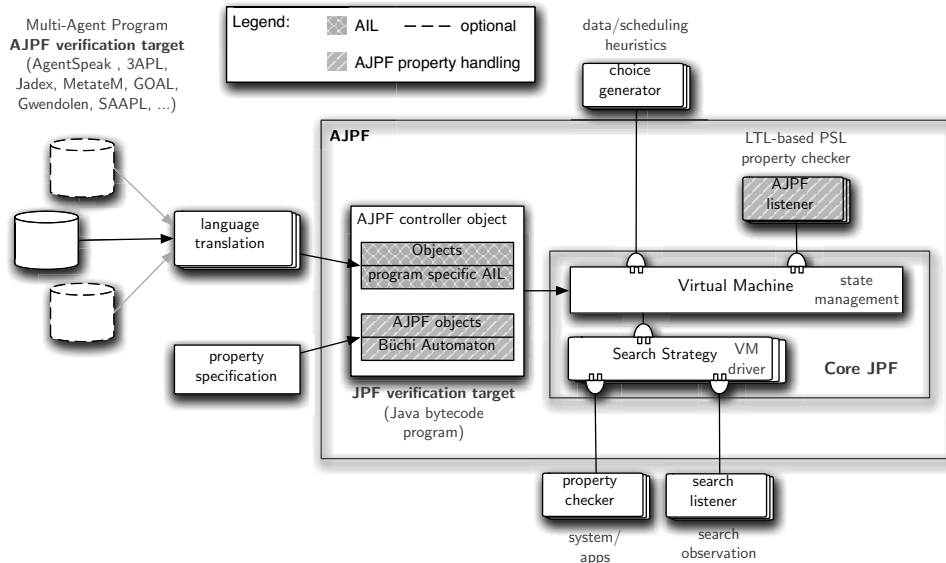 Multi-Agent Program
AJPF verification target
(AgentSpeak , 3APL,
Jadex, MetateM, GOAL,
Gwendolen, SAAPL, ...)
Legend:
AIL
optional
AJPF property handling
data/scheduling
heuristics
choice
generator
AJPF
LTL-based PSL
property checker
AJPF
listener
language
translation
AJPF controller object
Objects
program specific AIL
AJPF objects
Büchi Automaton
property
specification
JPF verification target
(Java bytecode
program)
Virtual Machine
state
management
Search Strategy
VM
driver
Core JPF
property
checker
search
listener
system/
apps
search
observation